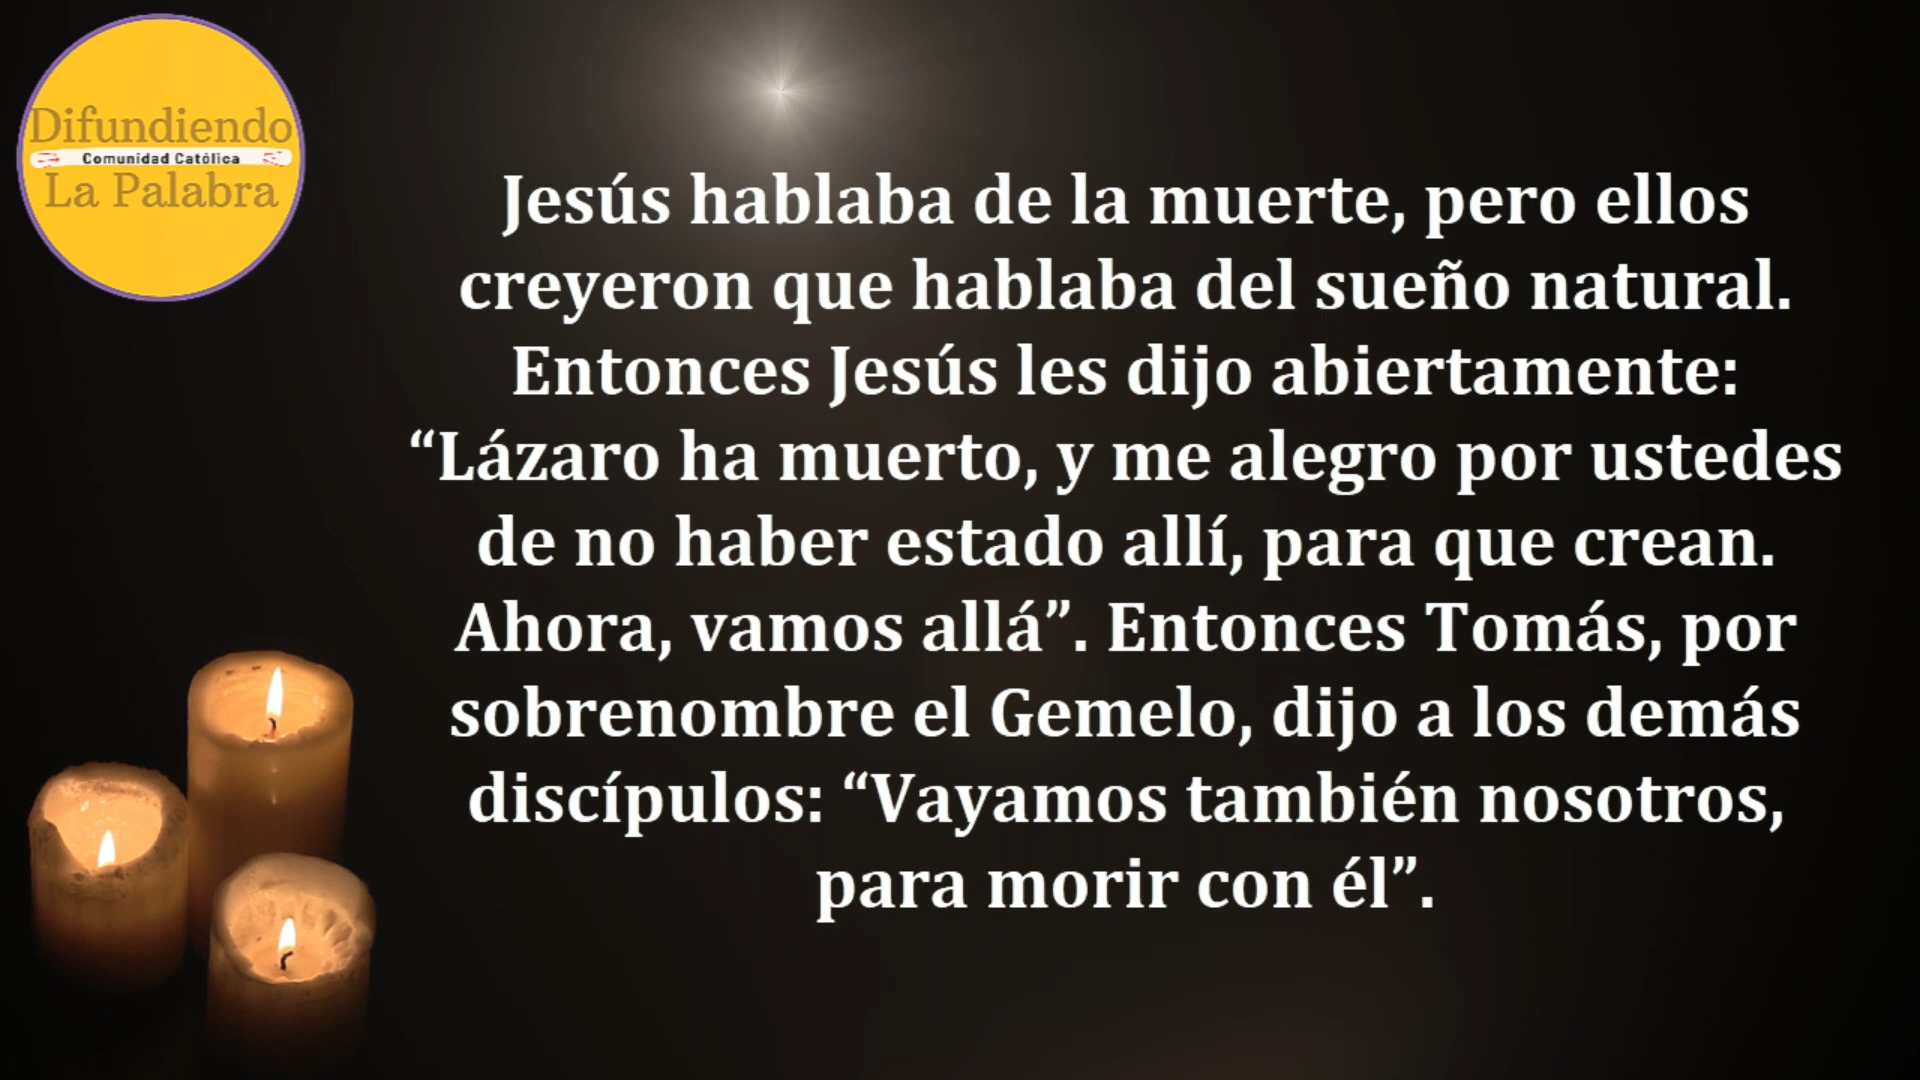 Difundiendo
Comunidad Católica
La Palabra
Jesús hablaba de la muerte, pero ellos
creyeron que hablaba del sueño natural.
Entonces Jesús les dijo abiertamente:
“Lázaro ha muerto, y me alegro por ustedes
de no haber estado allí, para que crean.
Ahora, vamos allá”. Entonces Tomás, por
sobrenombre el Gemelo, dijo a los demás
discípulos: “Vayamos también nosotros,
para morir con él”.